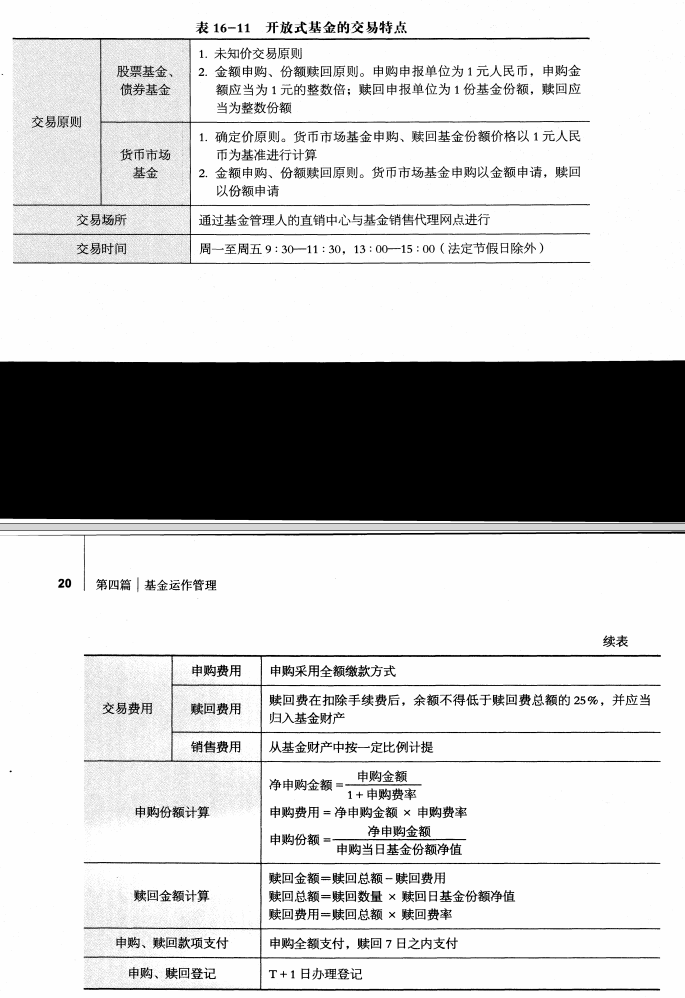 表 16-11 开放式基金的交易特点
交易原则
股票基金、
债券基金
1. 未知价交易原则
2. 金额申购、份额赎回原则。申购申报单位为 1 元人民币，申购金
额应当为 1 元的整数倍；赎回申报单位为 1 份基金份额，赎回应
当为整数份额
货币市场
基金
1. 确定价原则。货币市场基金申购、赎回基金份额价格以 1 元人民
币为基准进行计算
2. 金额申购、份额赎回原则。货币市场基金申购以金额申请，赎回
以份额申请
交易场所
通过基金管理人的直销中心与基金销售代理网点进行
交易时间
周一至周五 9：30—11：30，13：00—15：00（法定节假日除外）
20 第四篇｜基金运作管理
续表
交易费用
申购费用
申购采用全额缴款方式
赎回费用
赎回费在扣除手续费后，余额不得低于赎回费总额的 25%，并应当
归入基金财产
销售费用
从基金财产中按一定比例计提
申购份额计算
净申购金额 = 申购金额
1 + 申购费率
申购费用 = 净申购金额 × 申购费率
申购份额 = 净申购金额
申购当日基金份额净值
赎回金额计算
赎回金额＝赎回总额－赎回费用
赎回总额＝赎回数量 × 赎回日基金份额净值
赎回费用＝赎回总额 × 赎回费率
申购、赎回款项支付
申购全额支付，赎回 7 日之内支付
申购、赎回登记
T + 1 日办理登记